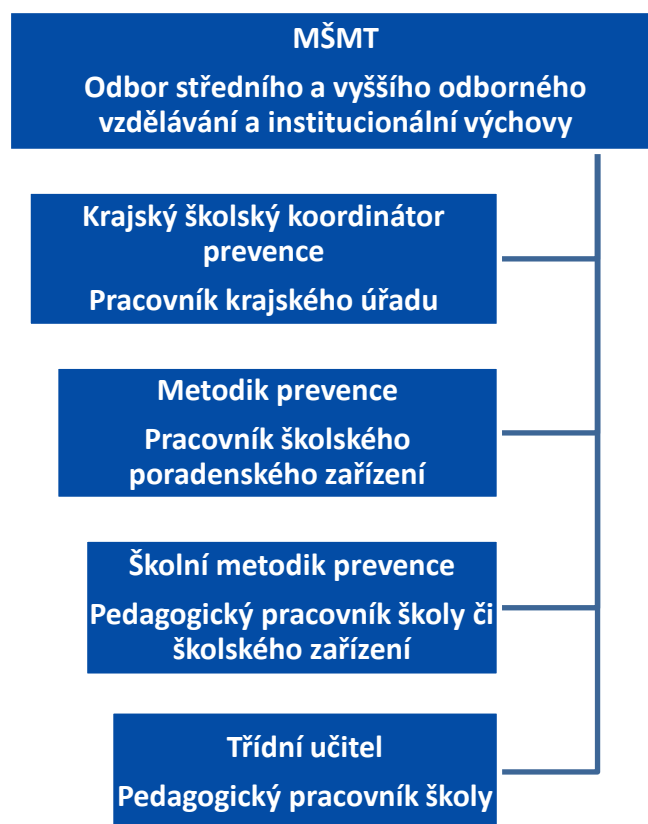 MŠMT
Odbor středního a vyššího odborného
vzdělávání a institucionální výchovy
Krajský školský koordinátor
prevence
Pracovník krajského úřadu
Metodik prevence
Pracovník školského
poradenského zařízení
Školní metodik prevence
Pedagogický pracovník školy či
školského zařízení
Třídní učitel
Pedagogický pracovník školy